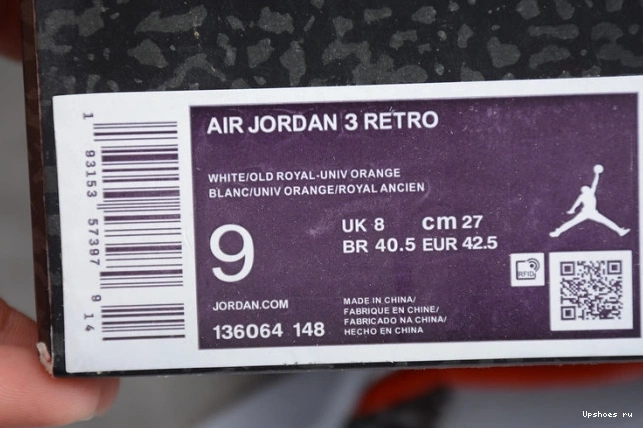 AIR JORDAN 3 RETRO
WHITE/OLD ROYAL-UNIV ORANGE
BLANC/UNIV ORANGE/ROYAL ANCIEN
9
UK 8 cm 27
BR 40.5 EUR 42.5
RFID
JORDAN.COM
136064 148
MADE IN CHINA/
FABRIQUE EN CHINE/
FABRICADO NA CHINA/
HECHO EN CHINA
1 93153 57397 9 14
Upshoes ru